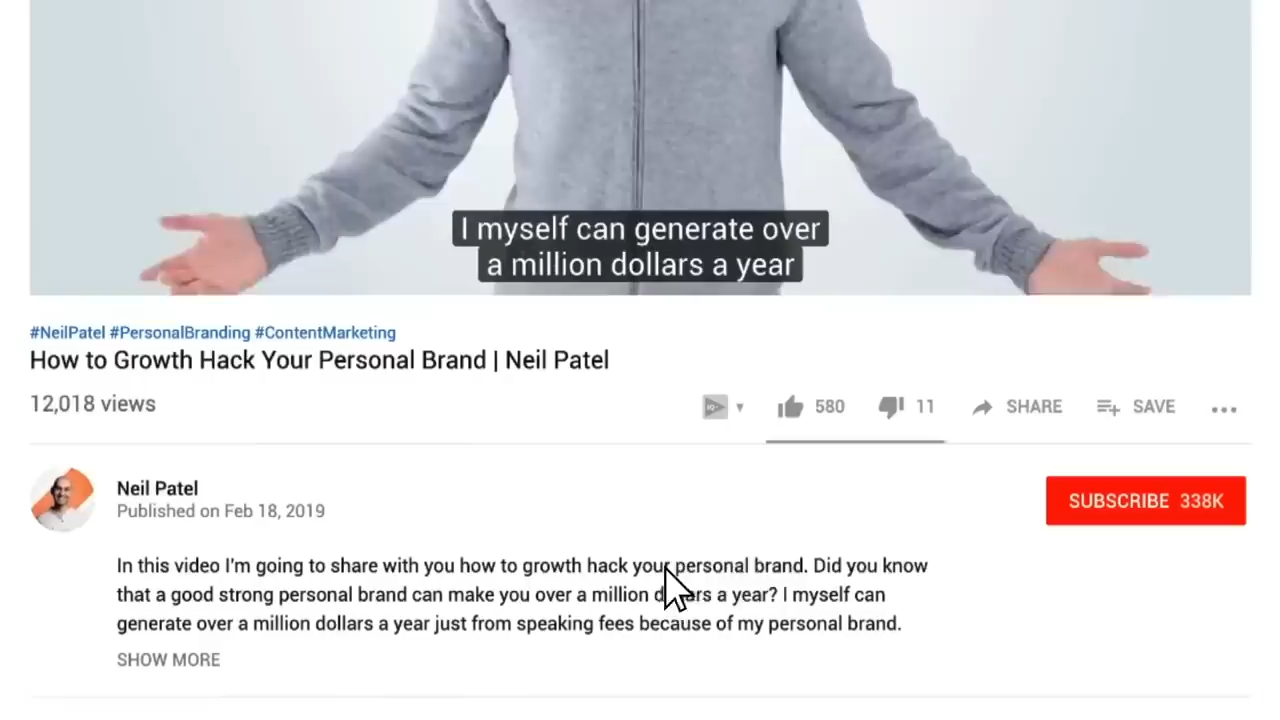 I myself can generate over
a million dollars a year
#NeilPatel #PersonalBranding #ContentMarketing
How to Growth Hack Your Personal Brand | Neil Patel
12,018 views
580
11
SHARE
SAVE
Neil Patel
Published on Feb 18, 2019
SUBSCRIBE 338K
In this video I'm going to share with you how to growth hack your personal brand. Did you know
that a good strong personal brand can make you over a million dollars a year? I myself can
generate over a million dollars a year just from speaking fees because of my personal brand.
SHOW MORE